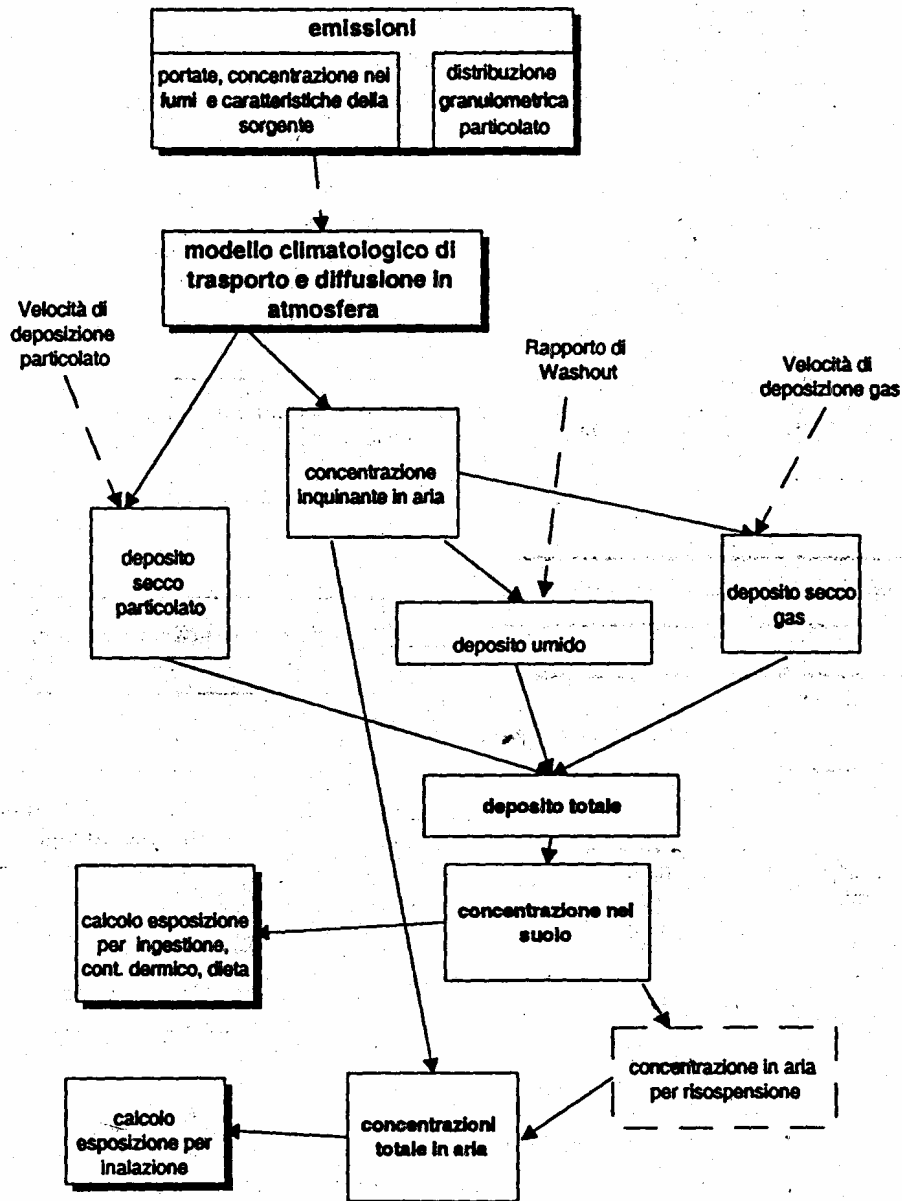 emissioni
portate, concentrazione nei
fumi e caratteristiche della
sorgente
distribuzione
granulometrica
particolato
modello climatologico di
trasporto e diffusione in
atmosfera
Velocità di
deposizione
particolato
Rapporto di
Washout
Velocità di
deposizione gas
concentrazione
inquinante in aria
deposito
secco
particolato
deposito umido
deposito secco
gas
deposito totale
calcolo esposizione
per ingestione,
cont. dermico, dieta
concentrazione nel
suolo
concentrazione in aria
per risospensione
calcolo
esposizione per
inalazione
concentrazioni
totale in aria